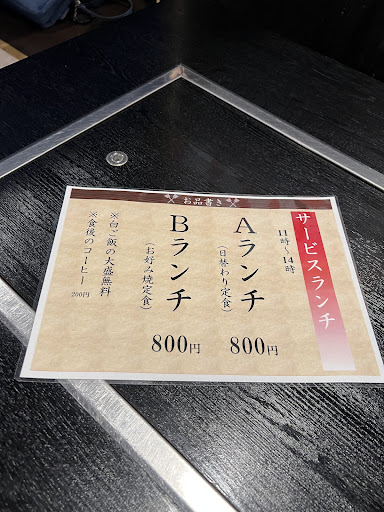 お品書き
サービスランチ
11時～14時
Aランチ
(日替わり定食)
800円
Bランチ
(お好み焼定食)
800円
※白ご飯の大盛無料
※食後のコーヒー 200円